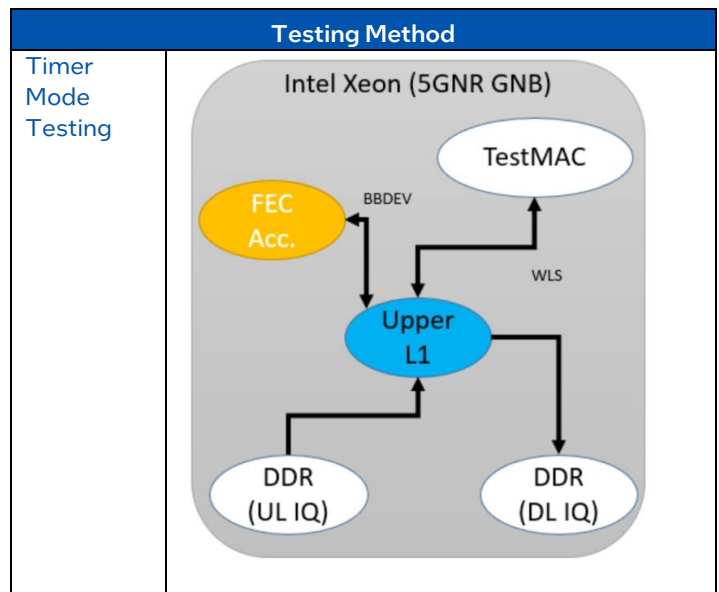 Testing Method
Timer
Mode
Testing
Intel Xeon (5GNR GNB)
TestMAC
FEC
Acc.
BBDEV
WLS
Upper
L1
DDR
(UL IQ)
DDR
(DL IQ)